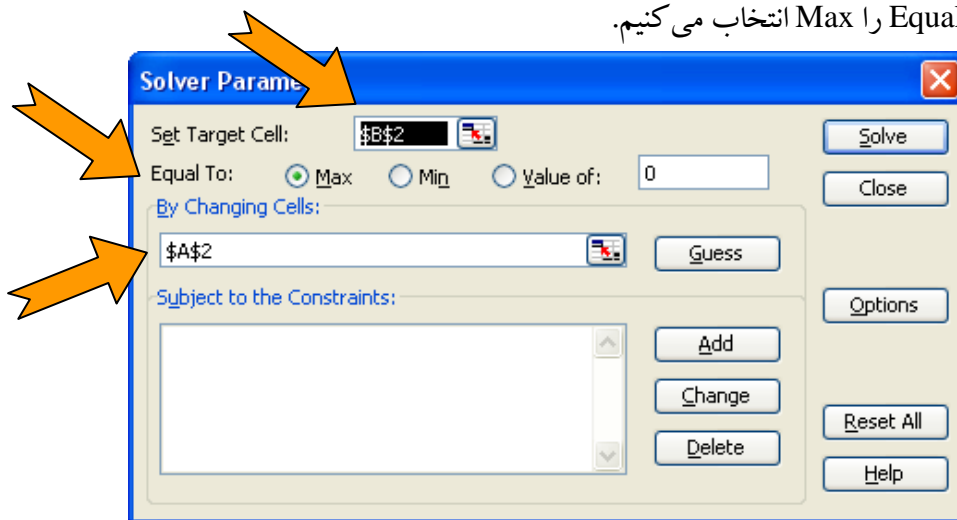 Equal را Max انتخاب می کنیم.
Solver Parame
Set Target Cell: $B$2 Solve
Equal To: Max Min Value of: 0 Close
By Changing Cells:
$A$2 Guess
Subject to the Constraints: Options
Add
Change
Reset All
Delete
Help